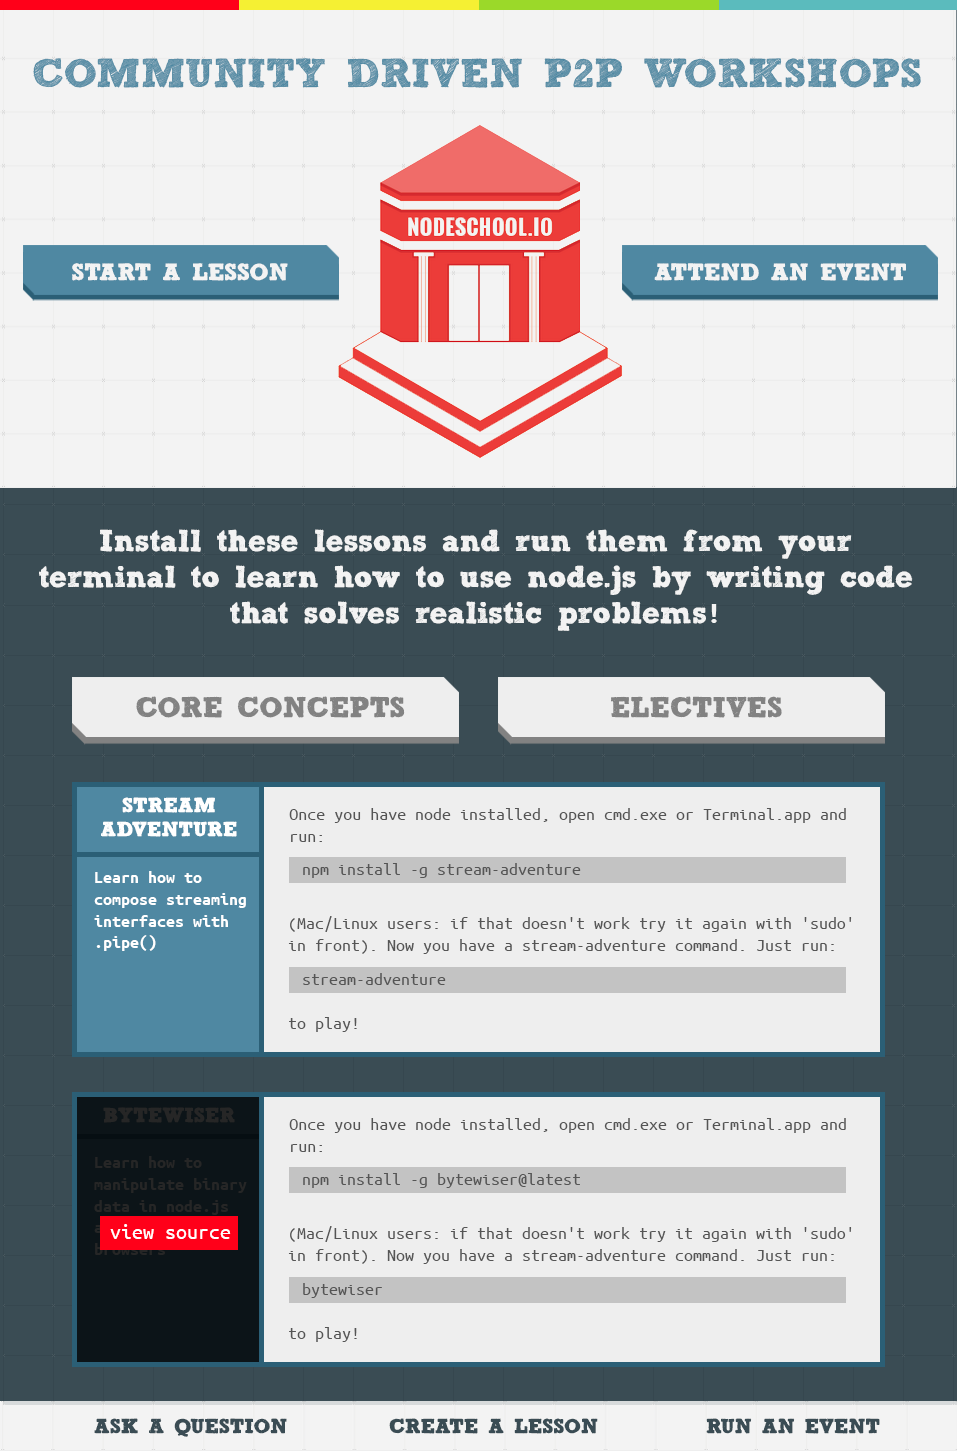 COMMUNITY DRIVEN P2P WORKSHOPS
NODESCHOOL.IO
START A LESSON
ATTEND AN EVENT
Install these lessons and run them from your
terminal to learn how to use node.js by writing code
that solves realistic problems!
CORE CONCEPTS
ELECTIVES
STREAM
ADVENTURE
Learn how to
compose streaming
interfaces with
.pipe()
Once you have node installed, open cmd.exe or Terminal.app and
run:
npm install -g stream-adventure
(Mac/Linux users: if that doesn't work try it again with 'sudo'
in front). Now you have a stream-adventure command. Just run:
stream-adventure
to play!
BYTEWISER
Learn how to
manipulate binary
data in node.js
view source
browsers
Once you have node installed, open cmd.exe or Terminal.app and
run:
npm install -g bytewiser@latest
(Mac/Linux users: if that doesn't work try it again with 'sudo'
in front). Now you have a stream-adventure command. Just run:
bytewiser
to play!
ASK A QUESTION
CREATE A LESSON
RUN AN EVENT